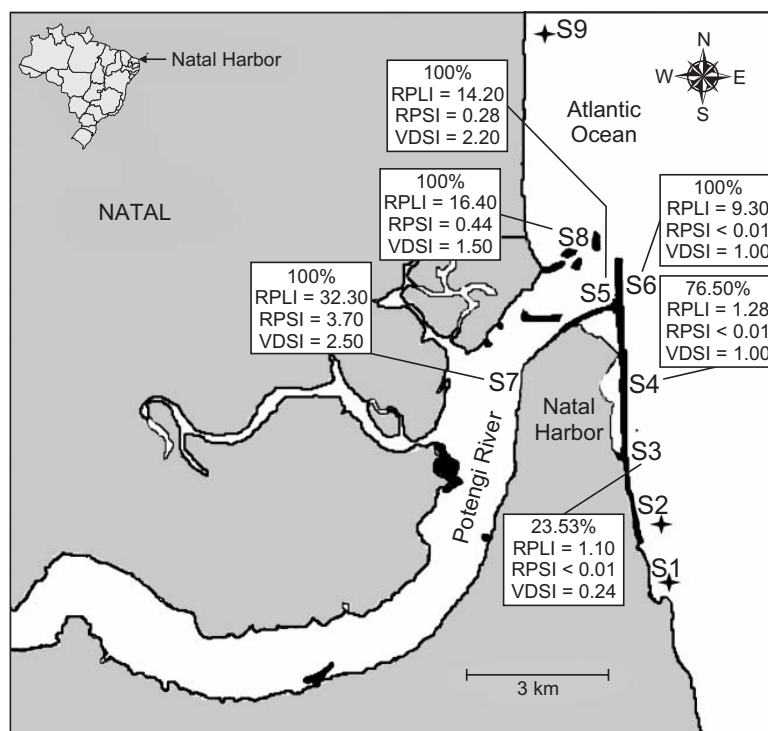 S9
Natal Harbor
N
W E
S
100%
RPLI = 14.20
RPSI = 0.28
VDSI = 2.20
Atlantic
Ocean
NATAL
100%
RPLI = 16.40
RPSI = 0.44
VDSI = 1.50
S8
100%
RPLI = 9.30
RPSI < 0.01
VDSI = 1.00
100%
RPLI = 32.30
RPSI = 3.70
VDSI = 2.50
S5
S6
76.50%
RPLI = 1.28
RPSI < 0.01
VDSI = 1.00
S7
S4
Natal
Harbor
S3
Potengi River
S2
23.53%
RPLI = 1.10
RPSI < 0.01
VDSI = 0.24
S1
3 km